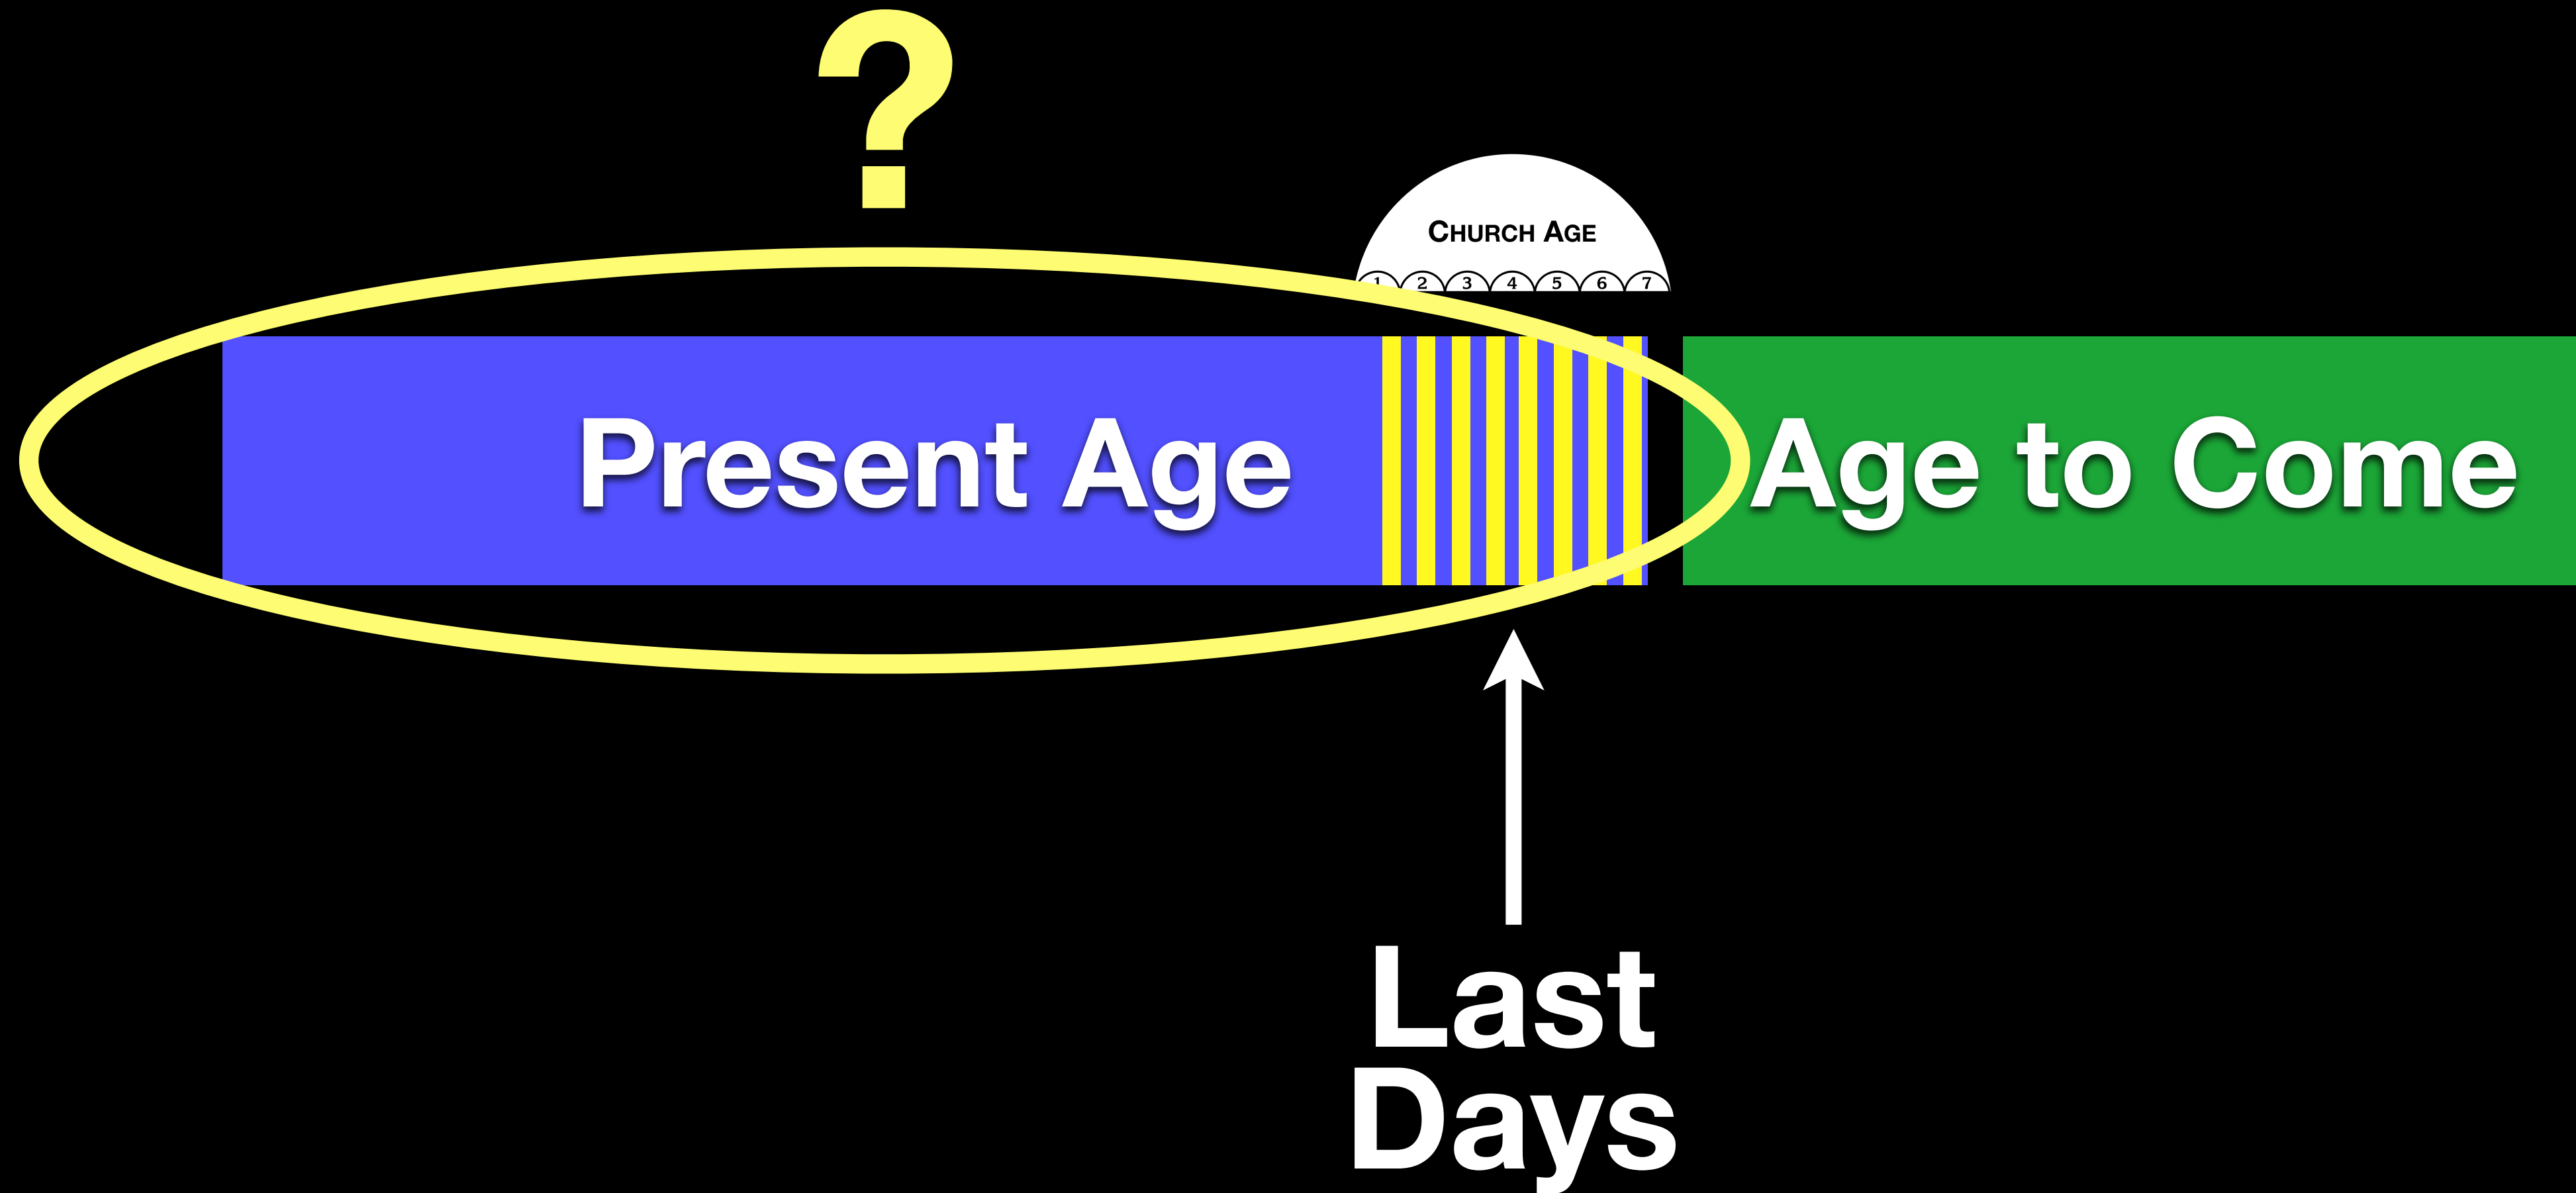 ?
CHURCH AGE
1 2 3 4 5 6 7
Present Age
Age to Come
Last
Days